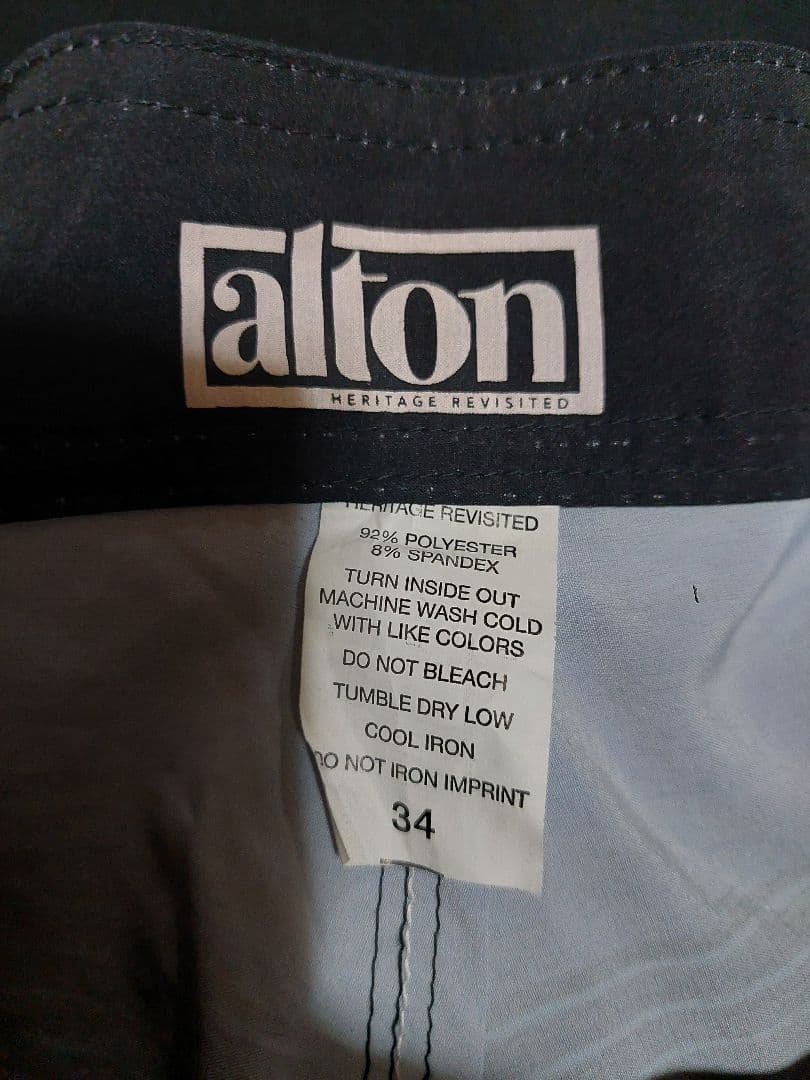 alton
HERITAGE REVISITED
HERITAGE REVISITED
92% POLYESTER
8% SPANDEX
TURN INSIDE OUT
MACHINE WASH COLD
WITH LIKE COLORS
DO NOT BLEACH
TUMBLE DRY LOW
COOL IRON
DO NOT IRON IMPRINT
34